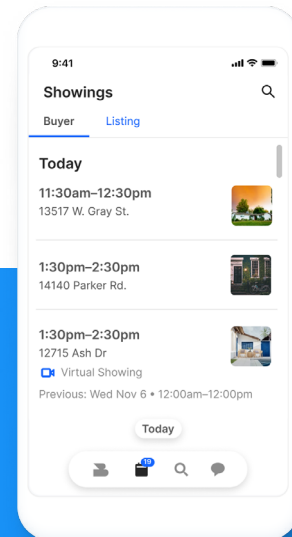 9:41
Showings
Buyer Listing
Today
11:30am–12:30pm
13517 W. Gray St.
1:30pm–2:30pm
14140 Parker Rd.
1:30pm–2:30pm
12715 Ash Dr
Virtual Showing
Previous: Wed Nov 6 • 12:00am–12:00pm
Today
19